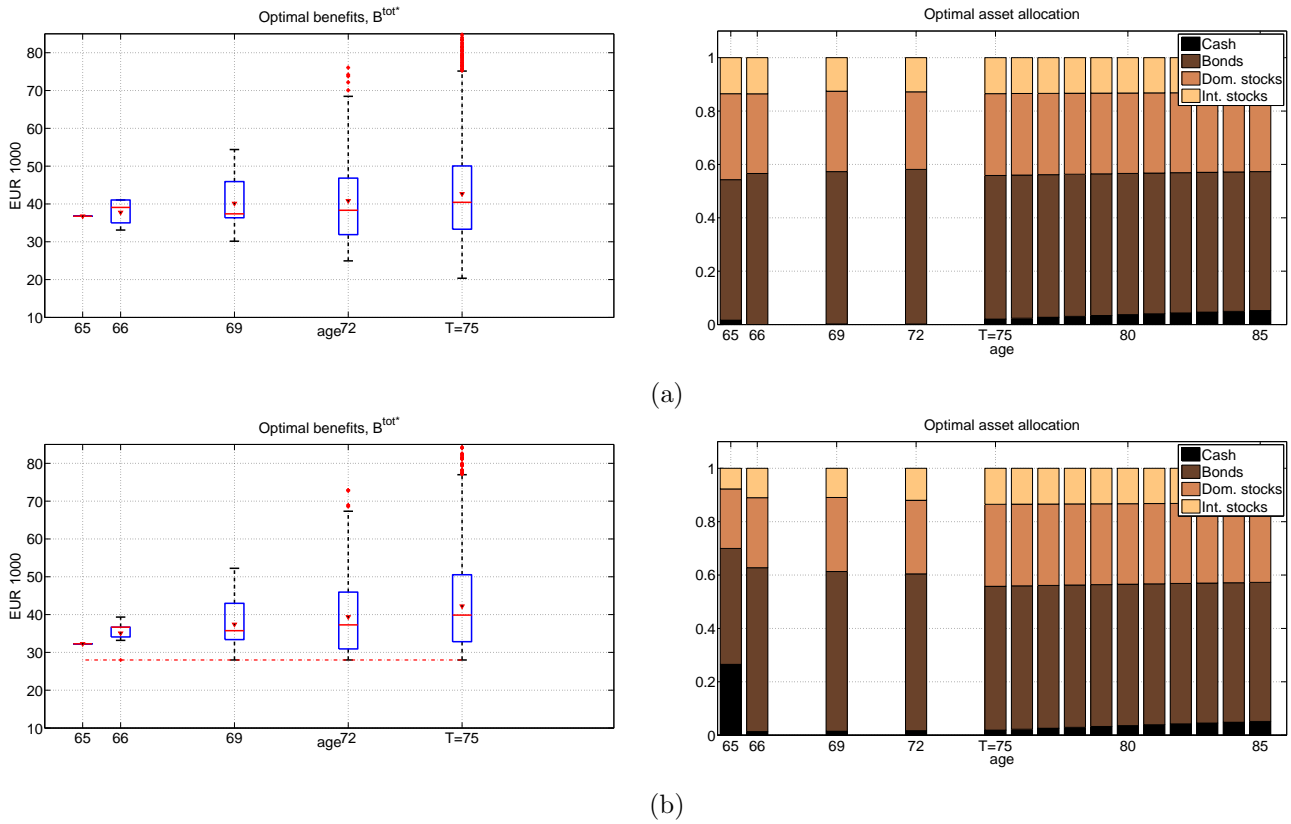 Optimal benefits, B^tot*
EUR 1000
80
70
60
50
40
30
20
10
65 66 69 age 72 T=75
Optimal asset allocation
Cash
Bonds
Dom. stocks
Int. stocks
1
0.8
0.6
0.4
0.2
0
65 66 69 72 T=75 80 85
age
(a)
Optimal benefits, B^tot*
EUR 1000
80
70
60
50
40
30
20
10
65 66 69 age 72 T=75
Optimal asset allocation
Cash
Bonds
Dom. stocks
Int. stocks
1
0.8
0.6
0.4
0.2
0
65 66 69 72 T=75 80 85
age
(b)